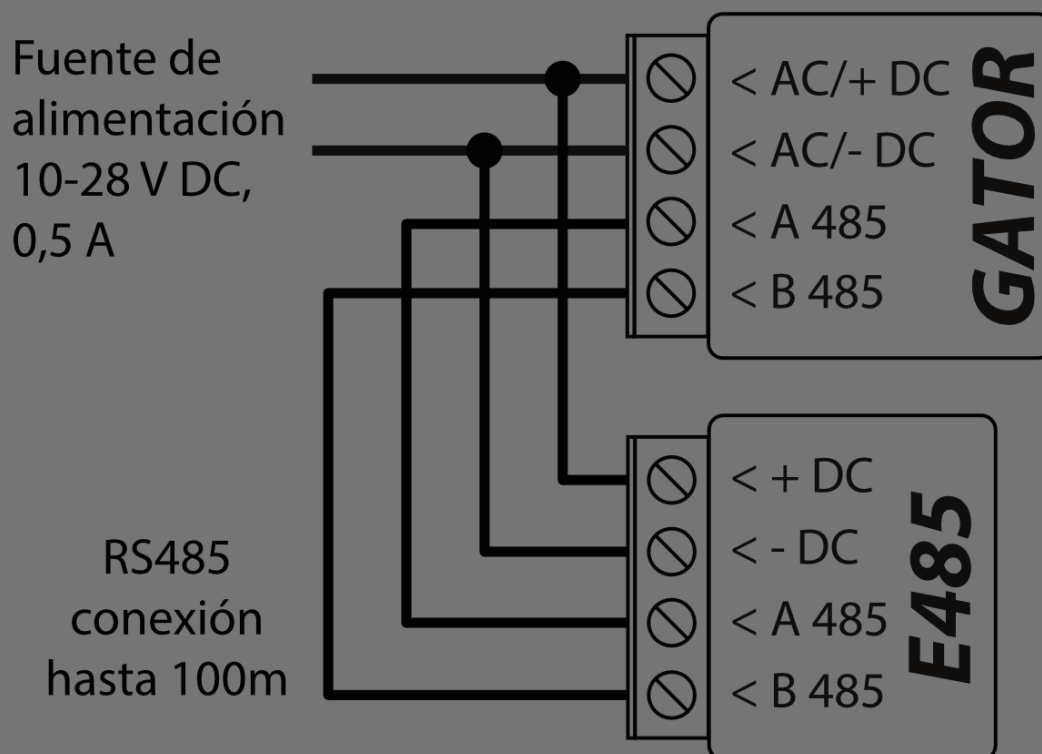 Fuente de
alimentación
10-28 V DC,
0,5 A
< AC/+ DC
< AC/- DC
< A 485
< B 485
GATOR
RS485
conexión
hasta 100m
< + DC
< - DC
< A 485
< B 485
E485